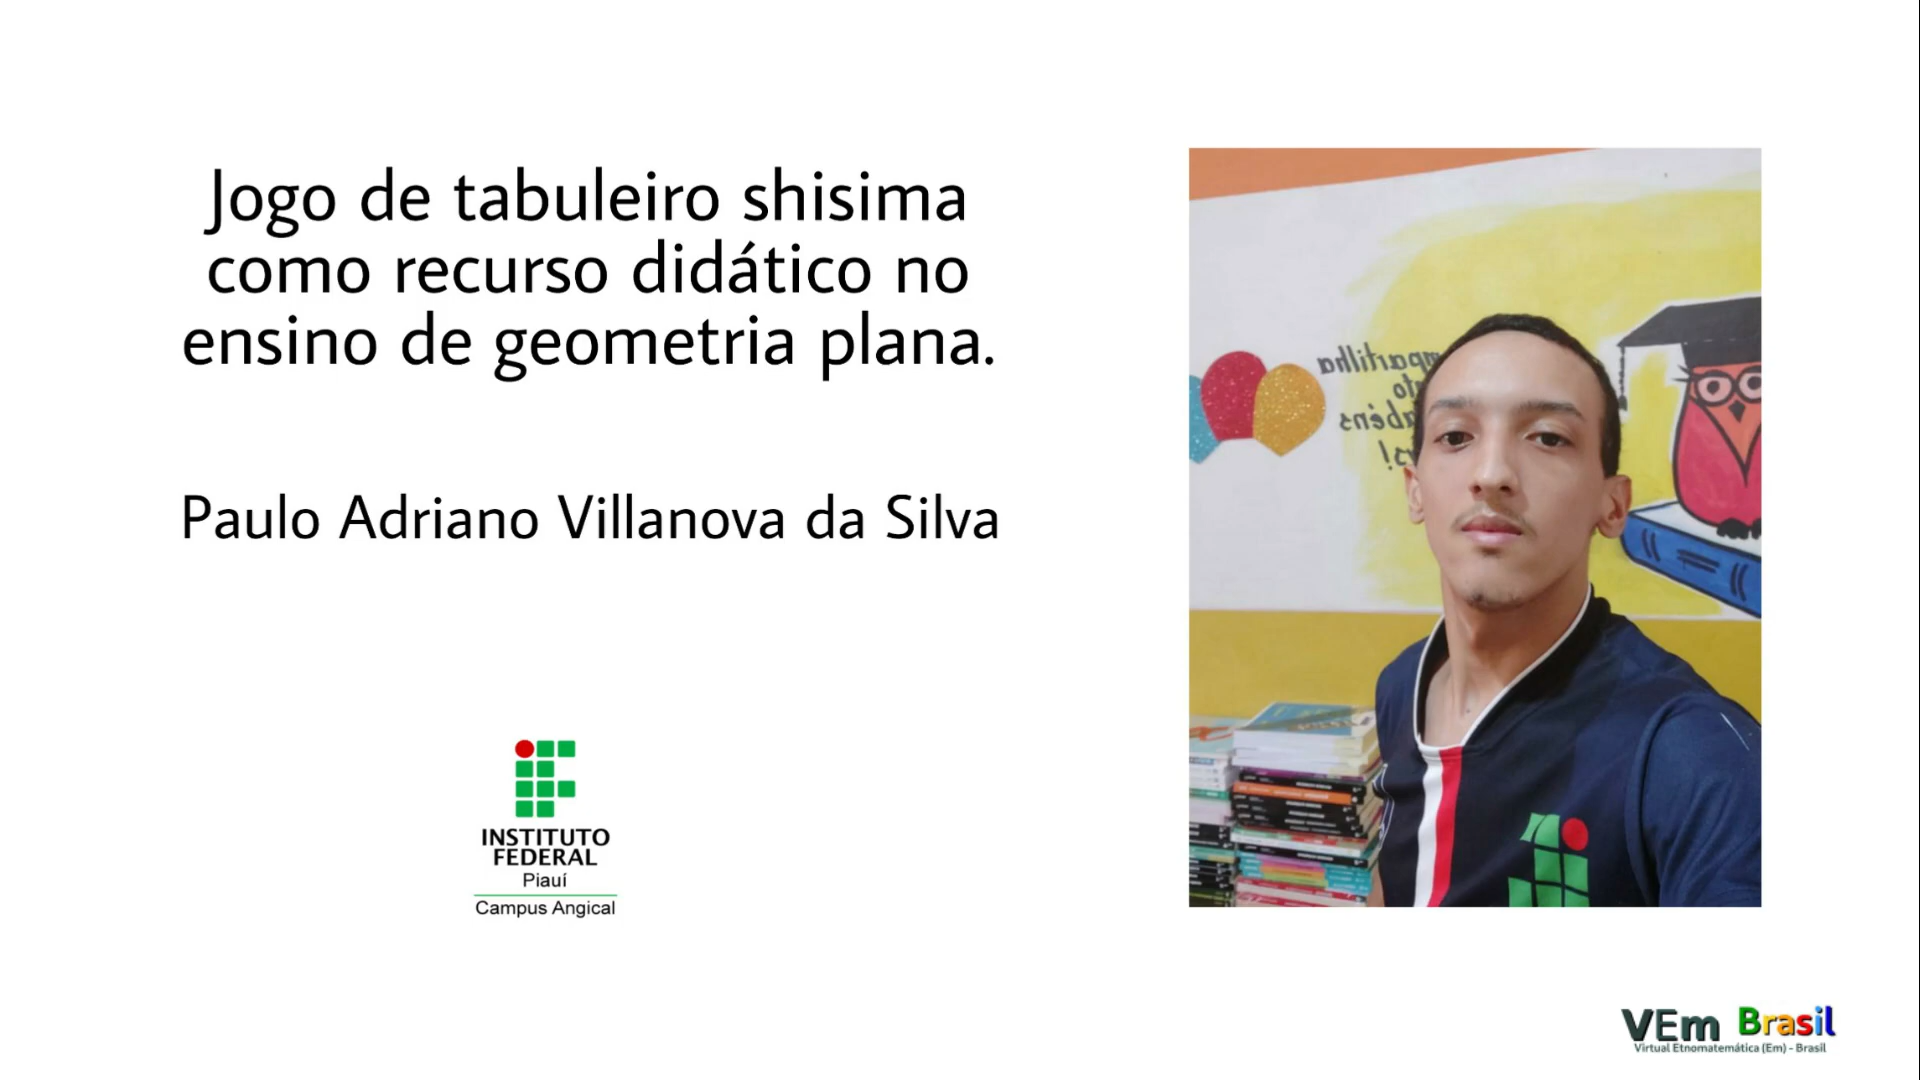 Jogo de tabuleiro shisima
como recurso didático no
ensino de geometria plana.
Paulo Adriano Villanova da Silva
INSTITUTO
FEDERAL
Piauí
Campus Angical
VEm Brasil
Virtual Etnomatemática (Em) - Brasil